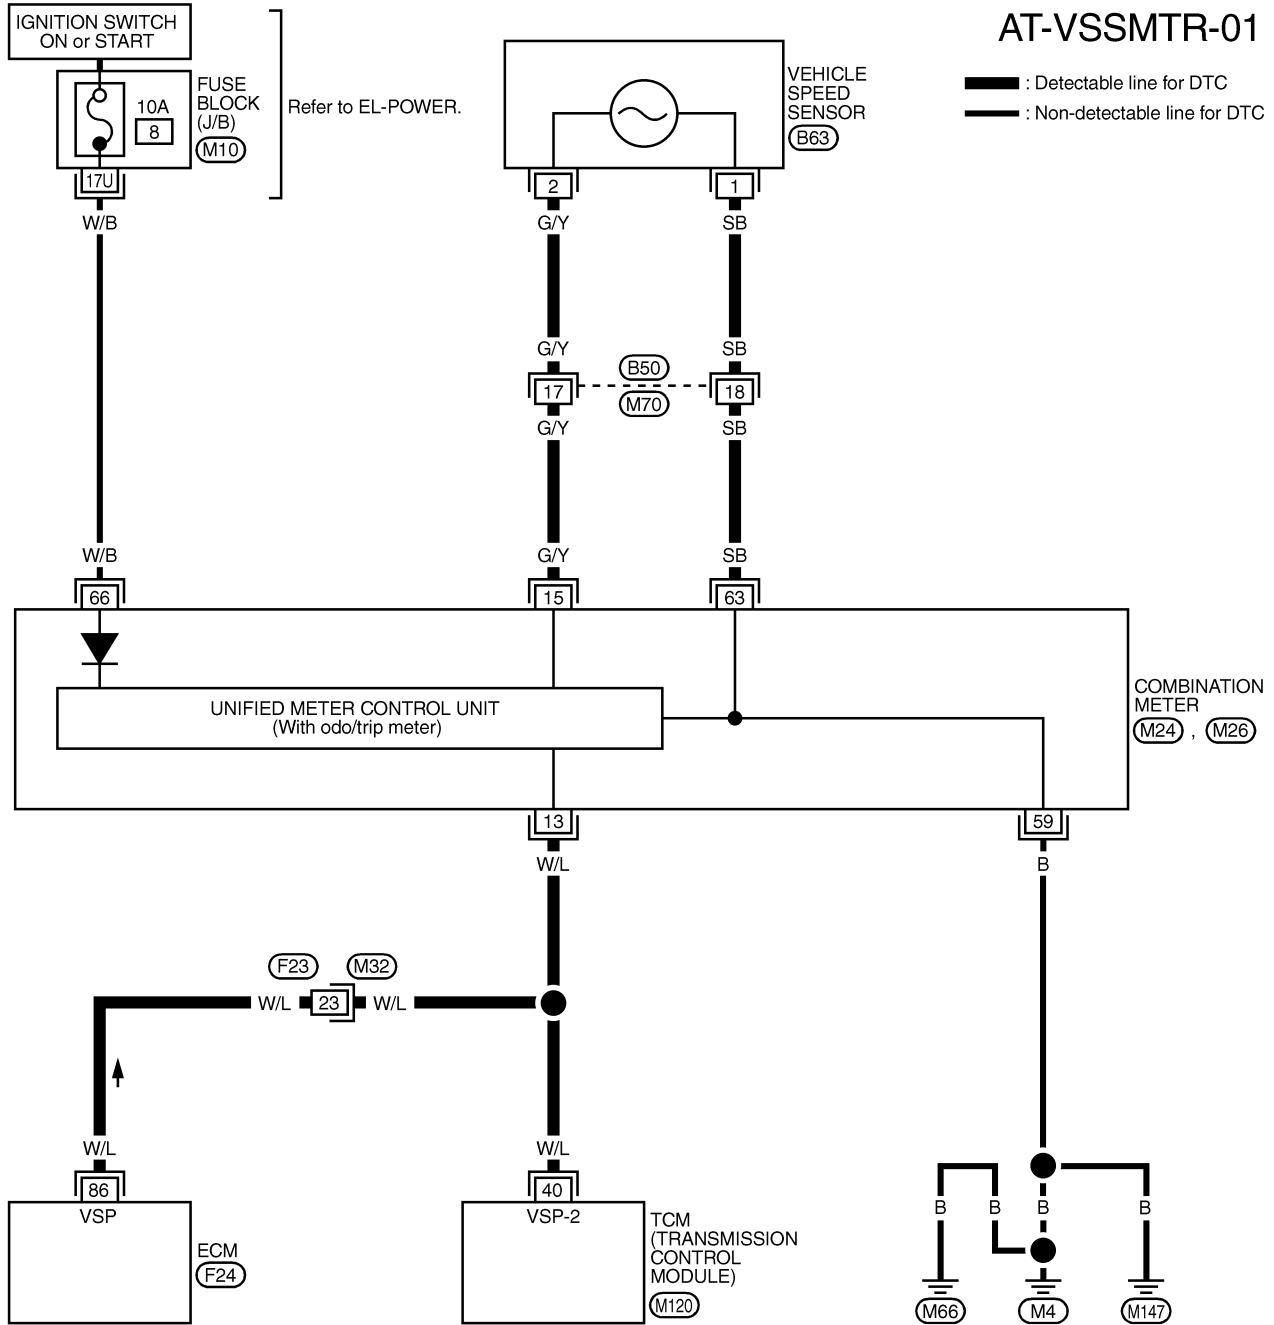 IGNITION SWITCH
ON or START
AT-VSSMTR-01
FUSE
BLOCK
(J/B)
M10
10A
8
17U
Refer to EL-POWER.
VEHICLE
SPEED
SENSOR
B63
: Detectable line for DTC
: Non-detectable line for DTC
2
1
W/B
G/Y
SB
G/Y
SB
B50
17
18
M70
G/Y
SB
W/B
G/Y
SB
66
15
63
UNIFIED METER CONTROL UNIT
(With odo/trip meter)
COMBINATION
METER
M24 , M26
13
59
W/L
B
F23
M32
W/L
23
W/L
W/L
W/L
86
40
VSP
VSP-2
ECM
F24
TCM
(TRANSMISSION
CONTROL
MODULE)
M120
B
B
B
B
M66
M4
M147